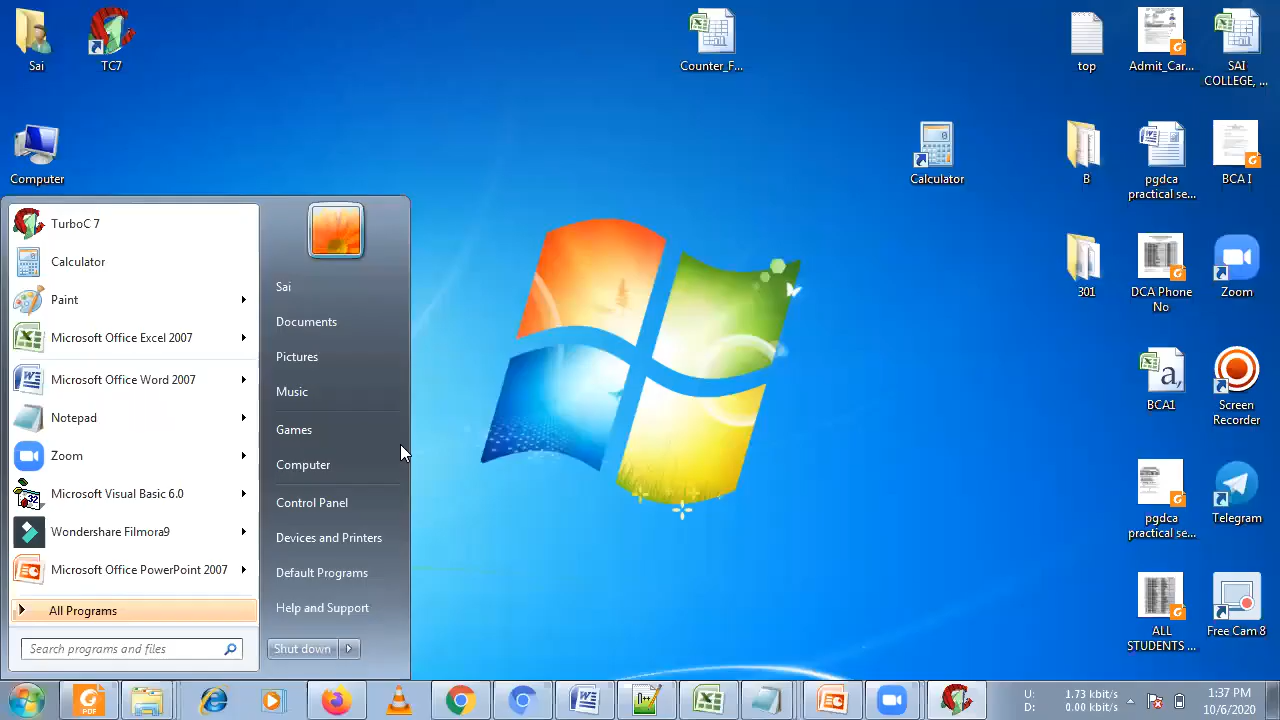 Sai
TC7
Counter_F...
top
Admit_Car...
SAI
COLLEGE, ...
Computer
Calculator
B
pgdca
practical se...
BCA I
301
DCA Phone
No
Zoom
BCA1
Screen
Recorder
pgdca
practical se...
Telegram
ALL
STUDENTS ...
Free Cam 8
TurboC 7
Calculator
Paint
Microsoft Office Excel 2007
Microsoft Office Word 2007
Notepad
Zoom
Microsoft Visual Basic 6.0
Wondershare Filmora9
Microsoft Office PowerPoint 2007
All Programs
Search programs and files
Sai
Documents
Pictures
Music
Games
Computer
Control Panel
Devices and Printers
Default Programs
Help and Support
Shut down
PDF
U: 1.73 kbit/s
D: 0.00 kbit/s
1:37 PM
10/6/2020